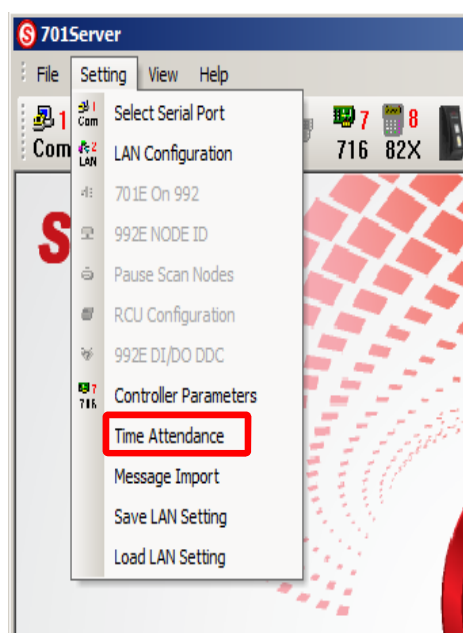 701Server
File Setting View Help
1 Com
7 716
8 82X
1 Com Select Serial Port
2 LAN LAN Configuration
701E On 992
992E NODE ID
Pause Scan Nodes
RCU Configuration
992E DI/DO DDC
7 716 Controller Parameters
Time Attendance
Message Import
Save LAN Setting
Load LAN Setting
S